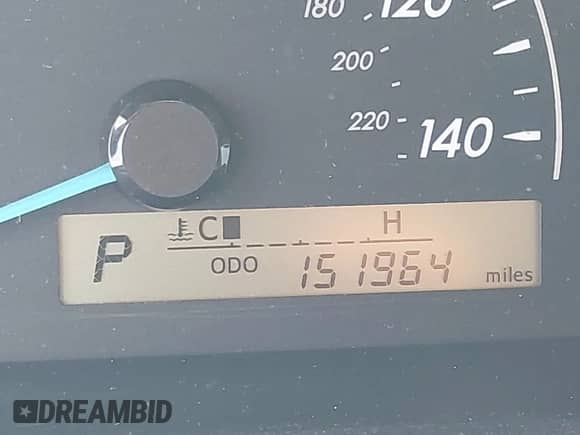 180 120
200
220 140
C H
P
ODO 151964 miles
DREAMBID